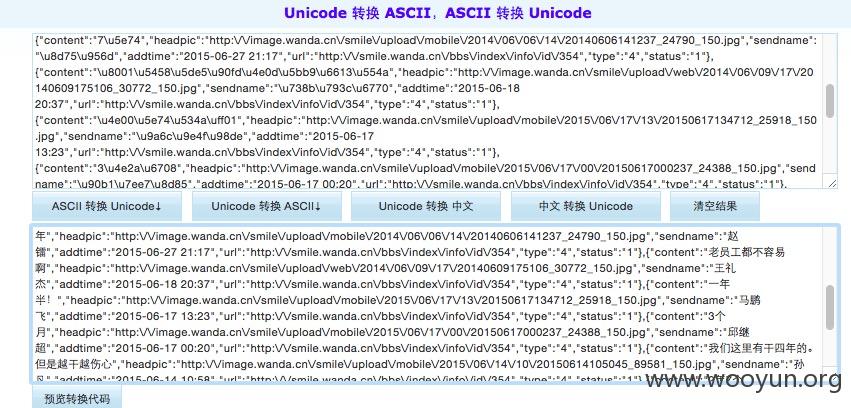 Unicode 转换 ASCII，ASCII 转换 Unicode
{"content":"7\u5e74","headpic":"http:\/\/image.wanda.cn\/smile\/upload\/mobile\/2014\/06\/06\/14\/20140606141237_24790_150.jpg","sendname":
"\u8d75\u956d","addtime":"2015-06-27 21:17","url":"http:\/\/smile.wanda.cn\/bbs\/index\/info\/vid\/354","type":"4","status":"1"},
{"content":"\u8001\u5458\u5de5\u90fd\u4e0d\u5bb9\u6613\u554a","headpic":"http:\/\/image.wanda.cn\/smile\/upload\/web\/2014\/06\/09\/17\/20
140609175106_30772_150.jpg","sendname":"\u738b\u793c\u6770","addtime":"2015-06-18
20:37","url":"http:\/\/smile.wanda.cn\/bbs\/index\/info\/vid\/354","type":"4","status":"1"},
{"content":"\u4e00\u5e74\u534a\uff01","headpic":"http:\/\/image.wanda.cn\/smile\/upload\/mobile\/2015\/06\/17\/13\/20150617134712_25918_150
.jpg","sendname":"\u9a6c\u9e4f\u98de","addtime":"2015-06-17
13:23","url":"http:\/\/smile.wanda.cn\/bbs\/index\/info\/vid\/354","type":"4","status":"1"},
{"content":"3\u4e2a\u6708","headpic":"http:\/\/image.wanda.cn\/smile\/upload\/mobile\/2015\/06\/17\/00\/20150617000237_24388_150.jpg","send
name":"\u90b1\u7ee7\u8d85","addtime":"2015-06-17 00:20","url":"http:\/\/smile.wanda.cn\/bbs\/index\/info\/vid\/354","type":"4","status":"1"},
ASCII 转换 Unicode↓
Unicode 转换 ASCII↓
Unicode 转换 中文
中文 转换 Unicode
清空结果
年","headpic":"http:\/\/image.wanda.cn\/smile\/upload\/mobile\/2014\/06\/06\/14\/20140606141237_24790_150.jpg","sendname":"赵
镭","addtime":"2015-06-27 21:17","url":"http:\/\/smile.wanda.cn\/bbs\/index\/info\/vid\/354","type":"4","status":"1"},{"content":"老员工都不容易
啊","headpic":"http:\/\/image.wanda.cn\/smile\/upload\/web\/2014\/06\/09\/17\/20140609175106_30772_150.jpg","sendname":"王礼
杰","addtime":"2015-06-18 20:37","url":"http:\/\/smile.wanda.cn\/bbs\/index\/info\/vid\/354","type":"4","status":"1"},{"content":"一年
半！","headpic":"http:\/\/image.wanda.cn\/smile\/upload\/mobile\/2015\/06\/17\/13\/20150617134712_25918_150.jpg","sendname":"马鹏
飞","addtime":"2015-06-17 13:23","url":"http:\/\/smile.wanda.cn\/bbs\/index\/info\/vid\/354","type":"4","status":"1"},{"content":"3个
月","headpic":"http:\/\/image.wanda.cn\/smile\/upload\/mobile\/2015\/06\/17\/00\/20150617000237_24388_150.jpg","sendname":"邱继
超","addtime":"2015-06-17 00:20","url":"http:\/\/smile.wanda.cn\/bbs\/index\/info\/vid\/354","type":"4","status":"1"},{"content":"我们这里有干四年的。
但是越干越伤心","headpic":"http:\/\/image.wanda.cn\/smile\/upload\/mobile\/2015\/06\/14\/10\/20150614105045_89581_150.jpg","sendname":"孙
凡","addtime":"2015-06-14 10:58","url":"http:\/\/smile.wanda.cn\/bbs\/index\/info\/vid\/354","type":"4","status":"1"},{"content":
www.wooyun.org
预览转换代码